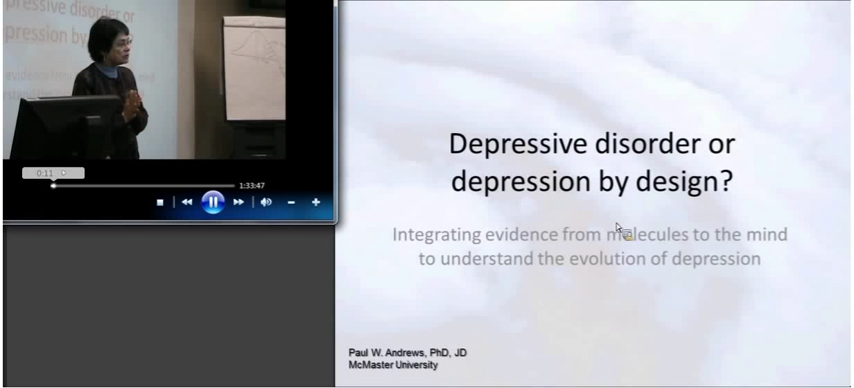 pressive disorder or
pression by
0:11
1:33:47
Depressive disorder or
depression by design?
Integrating evidence from molecules to the mind
to understand the evolution of depression
Paul W. Andrews, PhD, JD
McMaster University